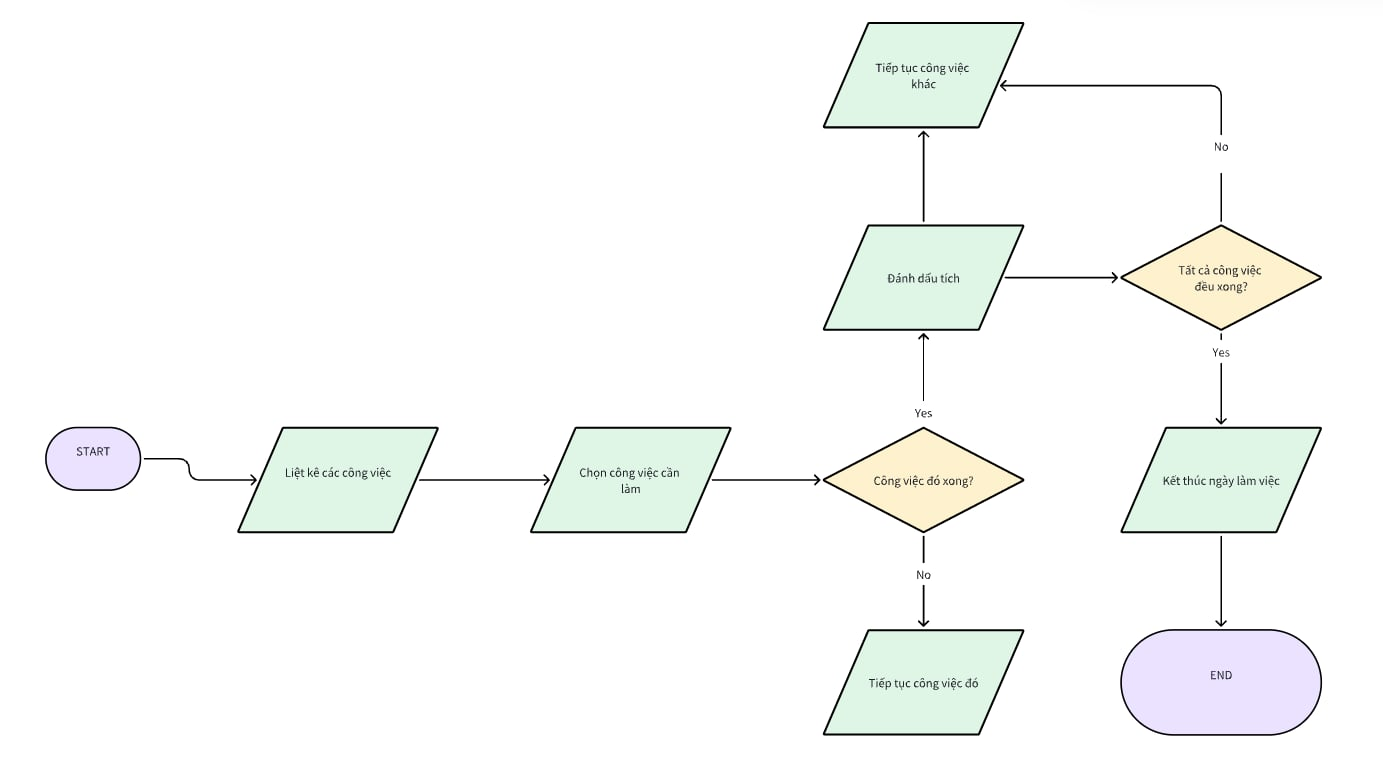 Tiếp tục công việc
khác
No
Đánh dấu tích
Tất cả công việc
đều xong?
Yes
Yes
START
Liệt kê các công việc
Chọn công việc cần
làm
Công việc đó xong?
Kết thúc ngày làm việc
No
Tiếp tục công việc đó
END